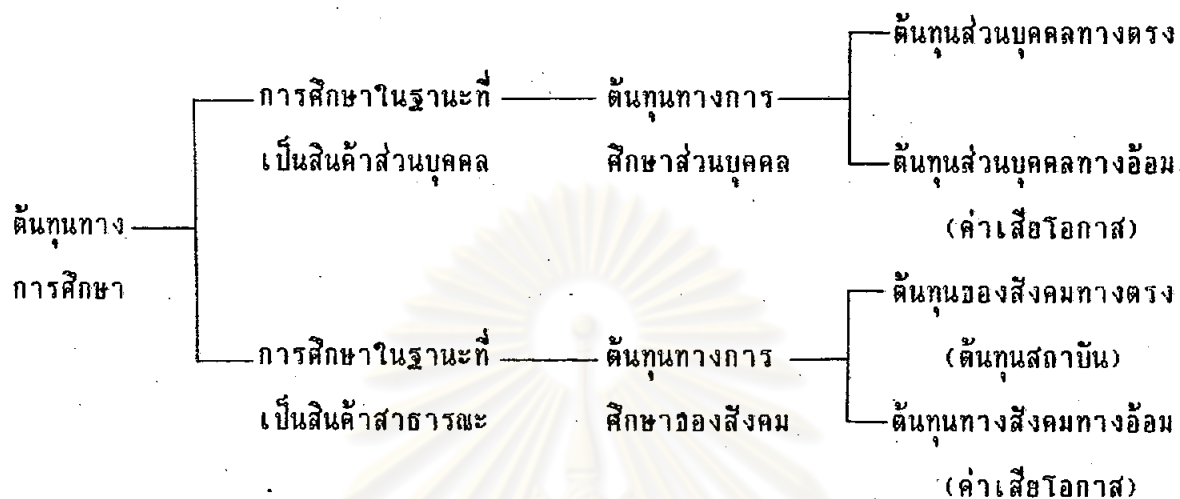 ต้นทุนทาง
การศึกษา
การศึกษาในฐานะที่
เป็นสินค้าส่วนบุคคล
ต้นทุนทางการ
ศึกษาส่วนบุคคล
ต้นทุนส่วนบุคคลทางตรง
ต้นทุนส่วนบุคคลทางอ้อม
(ค่าเสียโอกาส)
การศึกษาในฐานะที่
เป็นสินค้าสาธารณะ
ต้นทุนทางการ
ศึกษาของสังคม
ต้นทุนของสังคมทางตรง
(ต้นทุนสถาบัน)
ต้นทุนทางสังคมทางอ้อม
(ค่าเสียโอกาส)